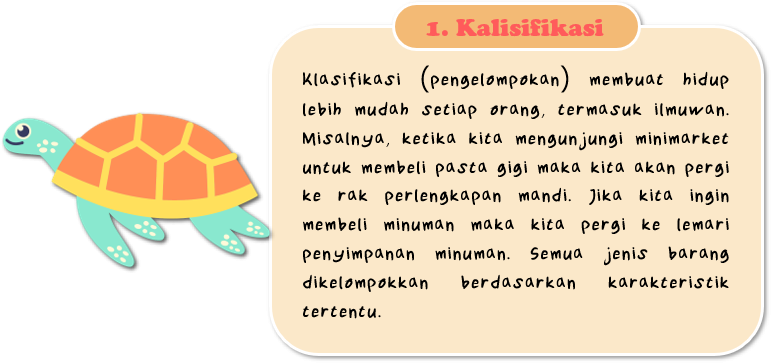 1. Kalisifikasi
Klasifikasi (pengelompokan) membuat hidup
lebih mudah setiap orang, termasuk ilmuwan.
Misalnya, ketika kita mengunjungi minimarket
untuk membeli pasta gigi maka kita akan pergi
ke rak perlengkapan mandi. Jika kita ingin
membeli minuman maka kita pergi ke lemari
penyimpanan minuman. Semua jenis barang
dikelompokkan berdasarkan karakteristik
tertentu.